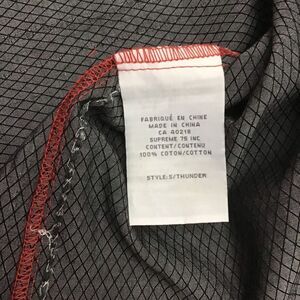 FABRIQUÉ EN CHINE
MADE IN CHINA
CA 40218
SUPREME 75 INC
CONTENT/CONTENU
100% COTON/COTTON
STYLE:S/THUNDER